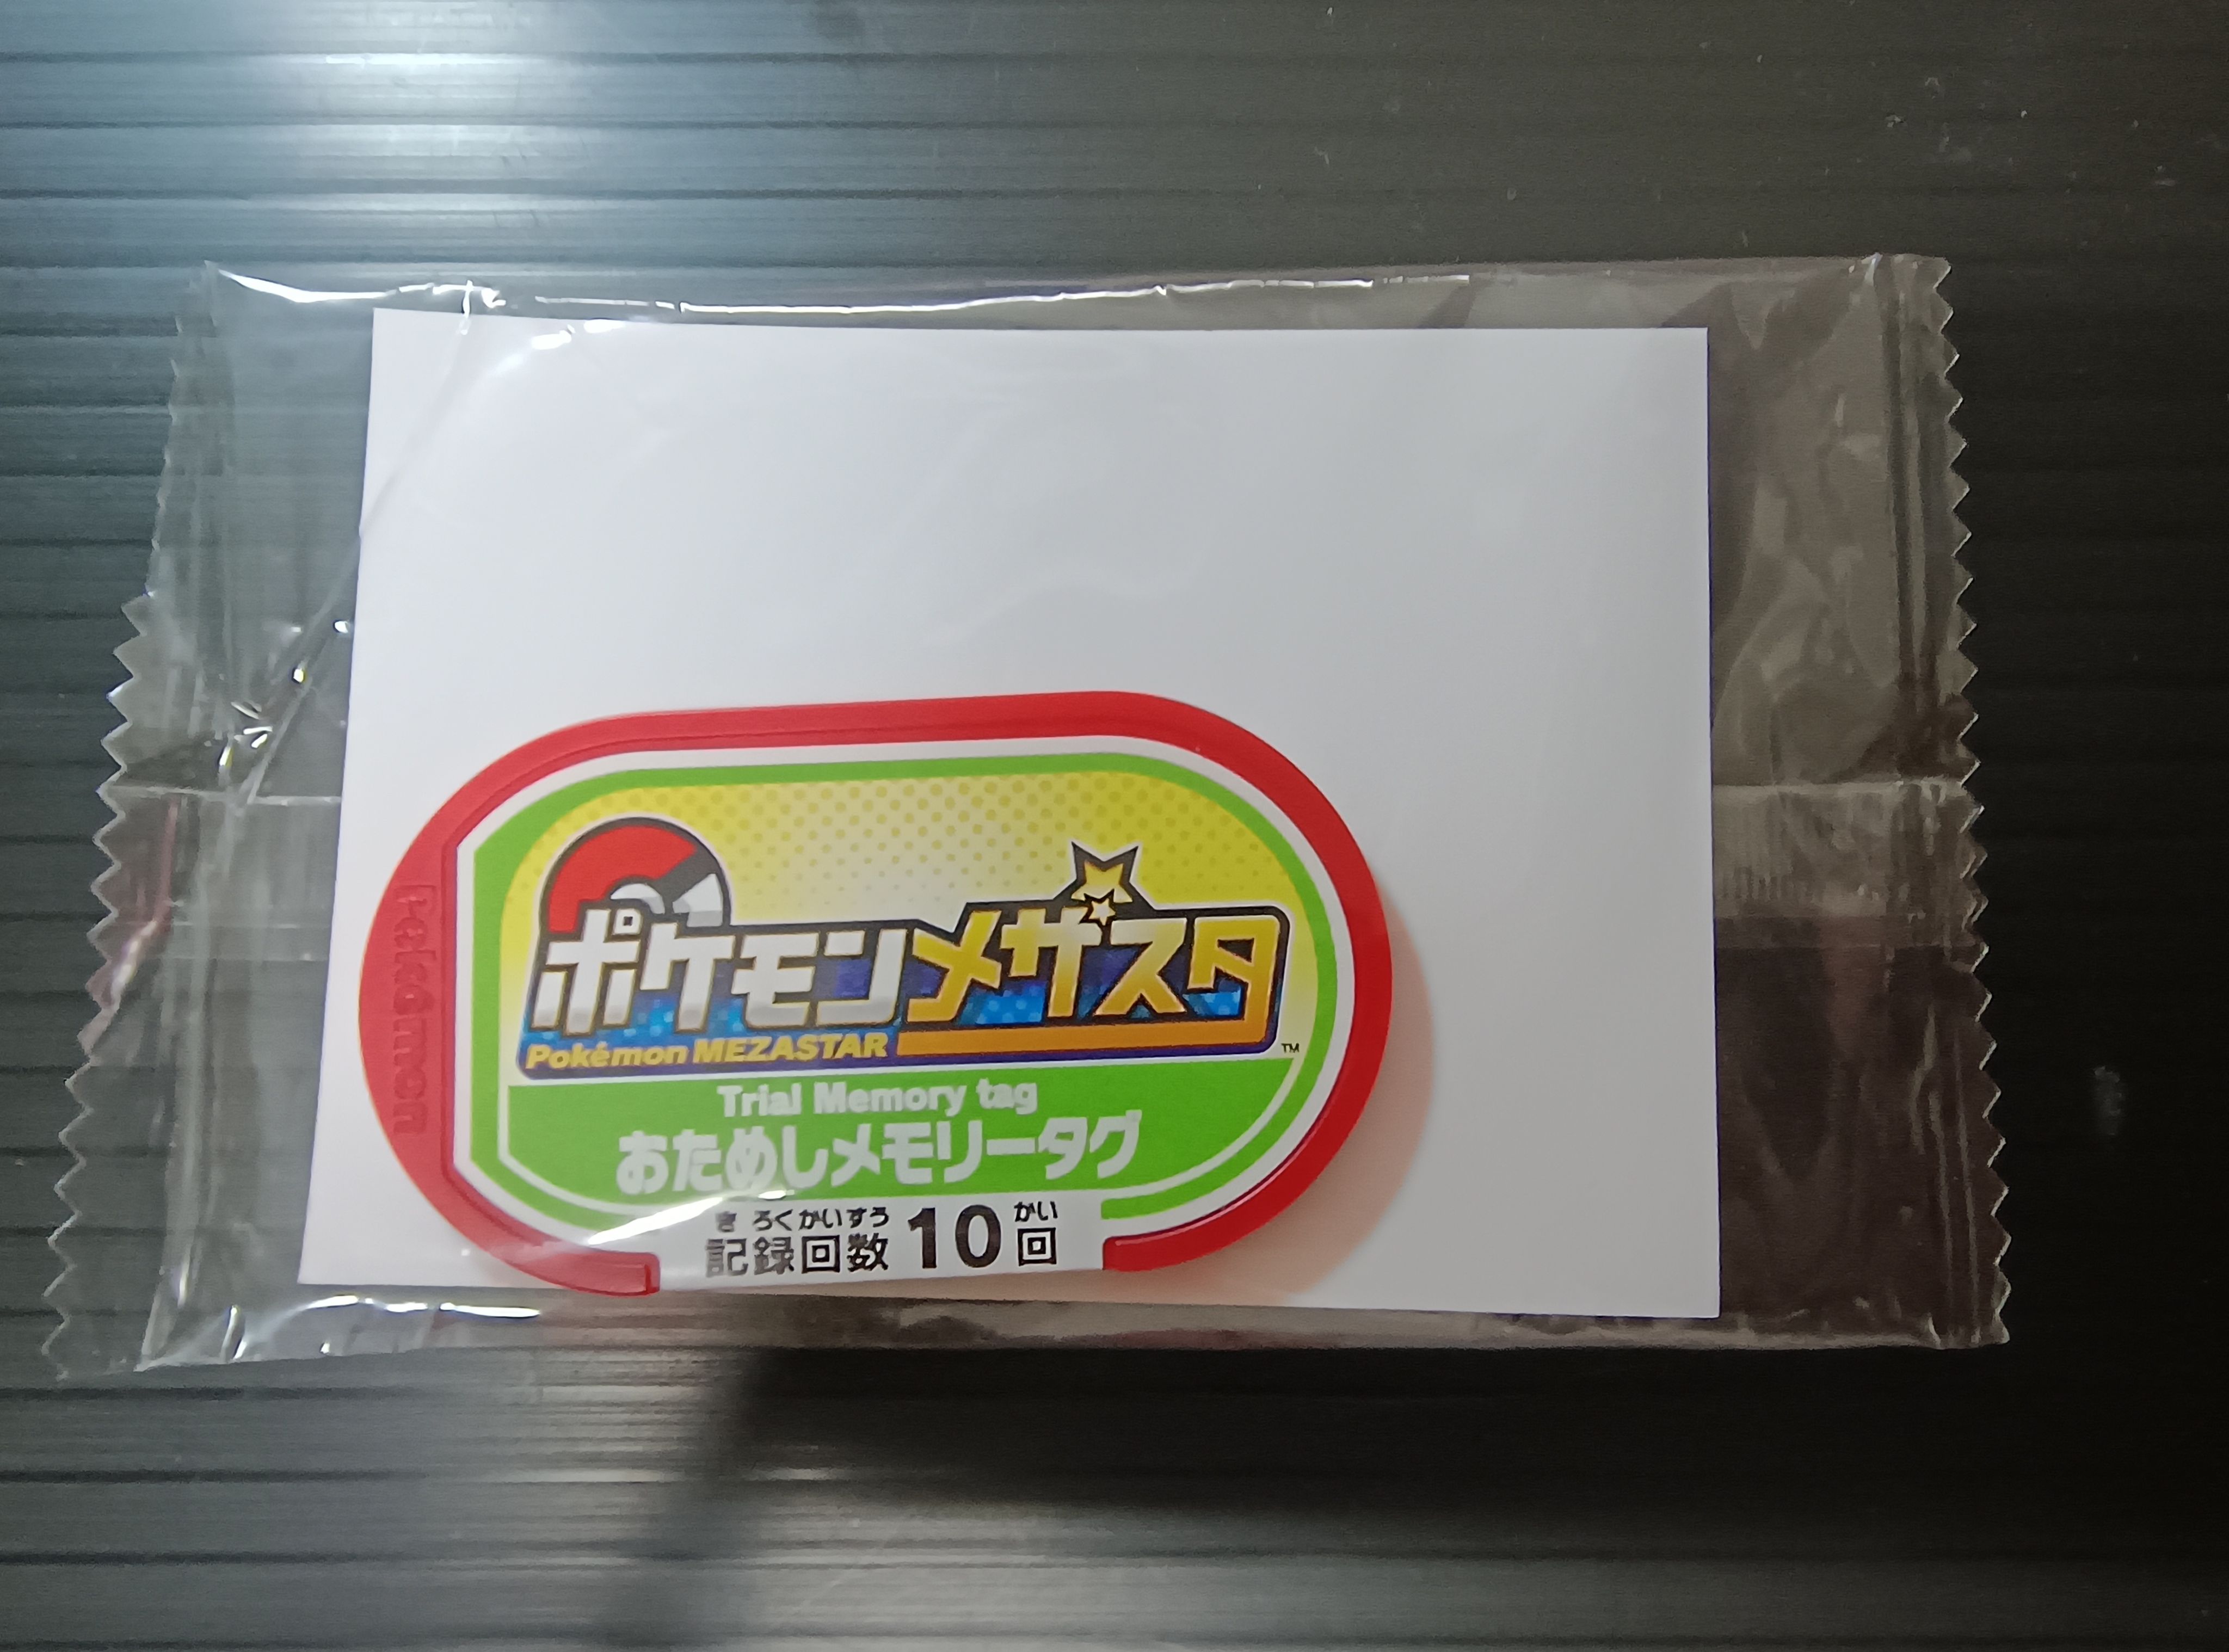 Pokémon
ポケモンメザスタ
Pokémon MEZASTAR ™
Trial Memory tag
おためしメモリータグ
きろくかいすう かい
記録回数10回